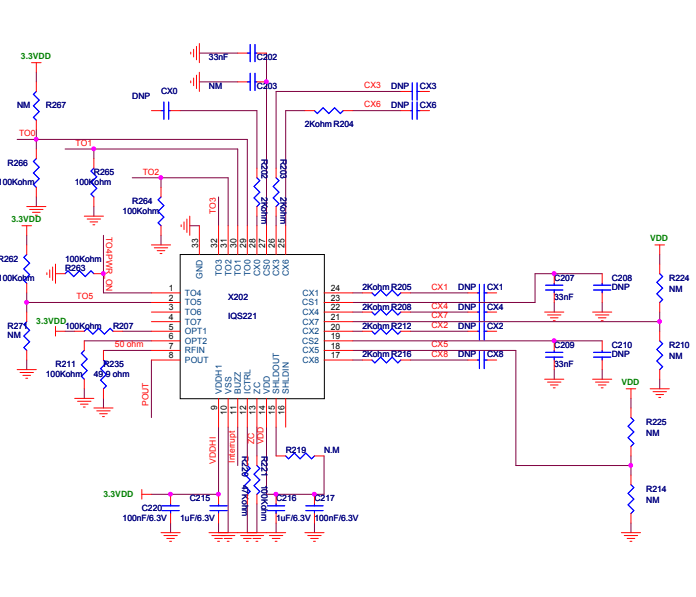 3.3VDD
33nF C202
NM C203
DNP CX0
CX3 DNP CX3
CX6 DNP CX6
2Kohm R204
NM R267
TO0
TO1
R266
100Kohm
R265
100Kohm
TO2
R264
100Kohm
TO3
R202
2Kohm
R203
2Kohm
3.3VDD
R262
100Kohm
100Kohm
R263
TO4PWR_ON
TO5
R271
NM
3.3VDD
100Kohm R207
50 ohm
R211
100Kohm
R235
49.9 ohm
POUT
33 32 31 30 29 28 27 26 25
GND TO3 TO2 TO1 TO0 CX0 CS0 CX3 CX6
1 TO4
2 TO5
3 TO6
4 TO7
5 OPT1
6 OPT2
7 RFIN
8 POUT
X202
IQS221
CX1 24
CS1 23
CX4 22
CX7 21
CX2 20
CS2 19
CX5 18
CX8 17
VDDH1 VSS BUZZ ICTRL ZC VDD SHLDOUT SHLDIN
9 10 11 12 13 14 15 16
2Kohm R205 CX1 DNP CX1
2Kohm R208 CX4 DNP CX4
CX7
2Kohm R212 CX2 DNP CX2
CX5
2Kohm R216 CX8 DNP CX8
C207
33nF
C208
DNP
C209
33nF
C210
DNP
VDD
R224
NM
R210
NM
VDD
R225
NM
R214
NM
VDDHI
Interrupt
ZC
VDD
R219 N.M
R221
3.3VDD
C220
100nF/6.3V
C215
1uF/6.3V
C216
1uF/6.3V
C217
100nF/6.3V